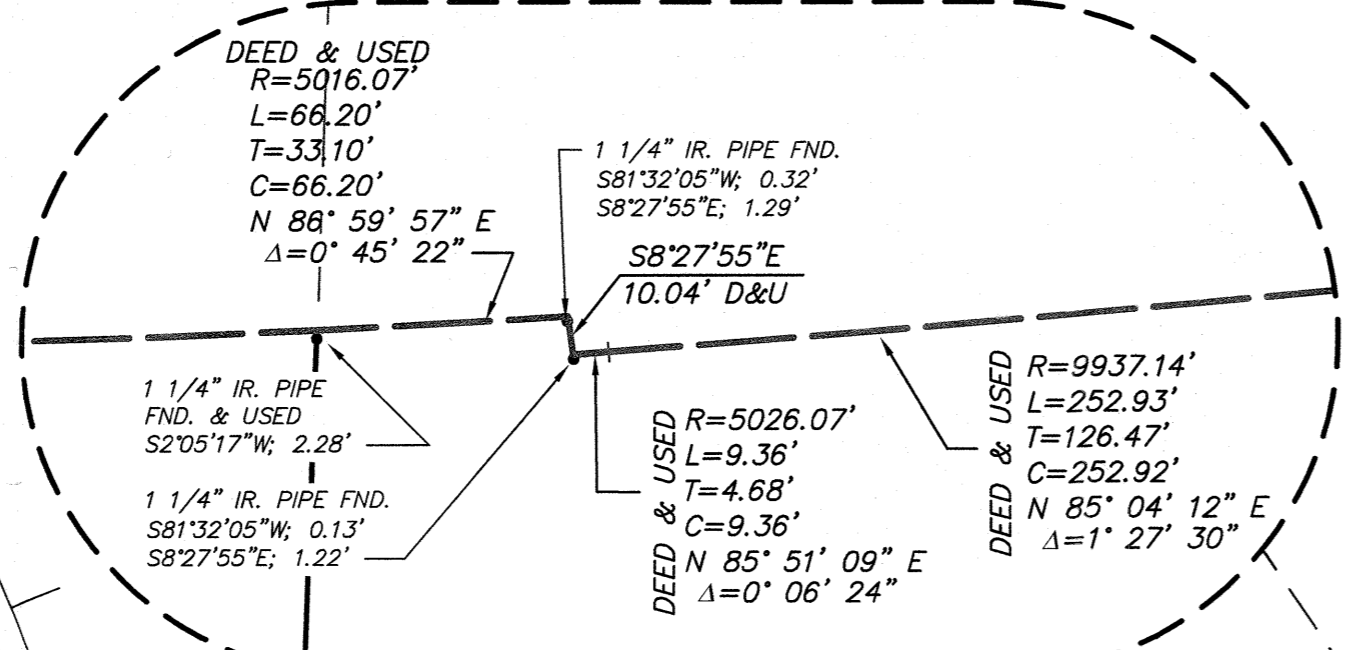 DEED & USED
R=5016.07'
L=66.20'
T=33.10'
C=66.20'
N 86° 59' 57" E
Δ=0° 45' 22"
1 1/4" IR. PIPE FND.
S81°32'05"W; 0.32'
S8°27'55"E; 1.29'
S8°27'55"E
10.04' D&U
1 1/4" IR. PIPE
FND. & USED
S2°05'17"W; 2.28'
1 1/4" IR. PIPE FND.
S81°32'05"W; 0.13'
S8°27'55"E; 1.22'
DEED & USED
R=5026.07'
L=9.36'
T=4.68'
C=9.36'
N 85° 51' 09" E
Δ=0° 06' 24"
DEED & USED
R=9937.14'
L=252.93'
T=126.47'
C=252.92'
N 85° 04' 12" E
Δ=1° 27' 30"